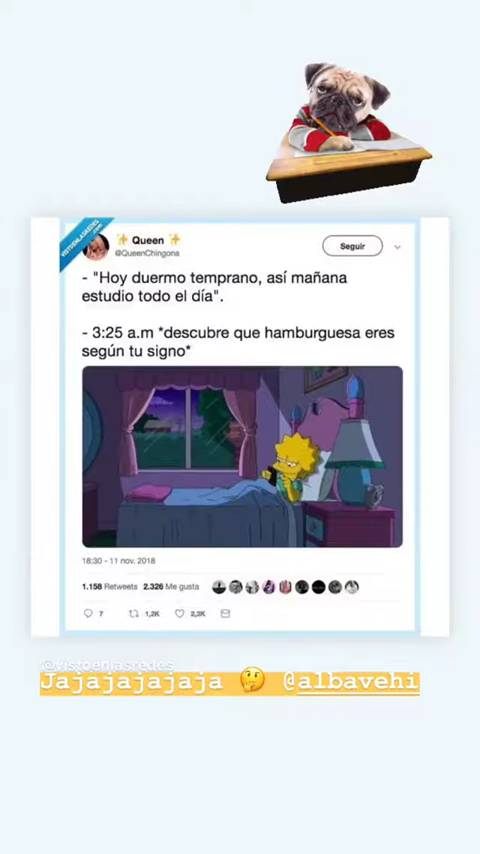 VISTOENLASREDES
.com
✨ Queen ✨
@QueenChingona
Seguir
- "Hoy duermo temprano, así mañana
estudio todo el día".
- 3:25 a.m *descubre que hamburguesa eres
según tu signo*
18:30 - 11 nov. 2018
1.158 Retweets 2.326 Me gusta
7 1,2K 2,3K
@vistoenlasredes
Jajajajajaja 🤔 @albavehi